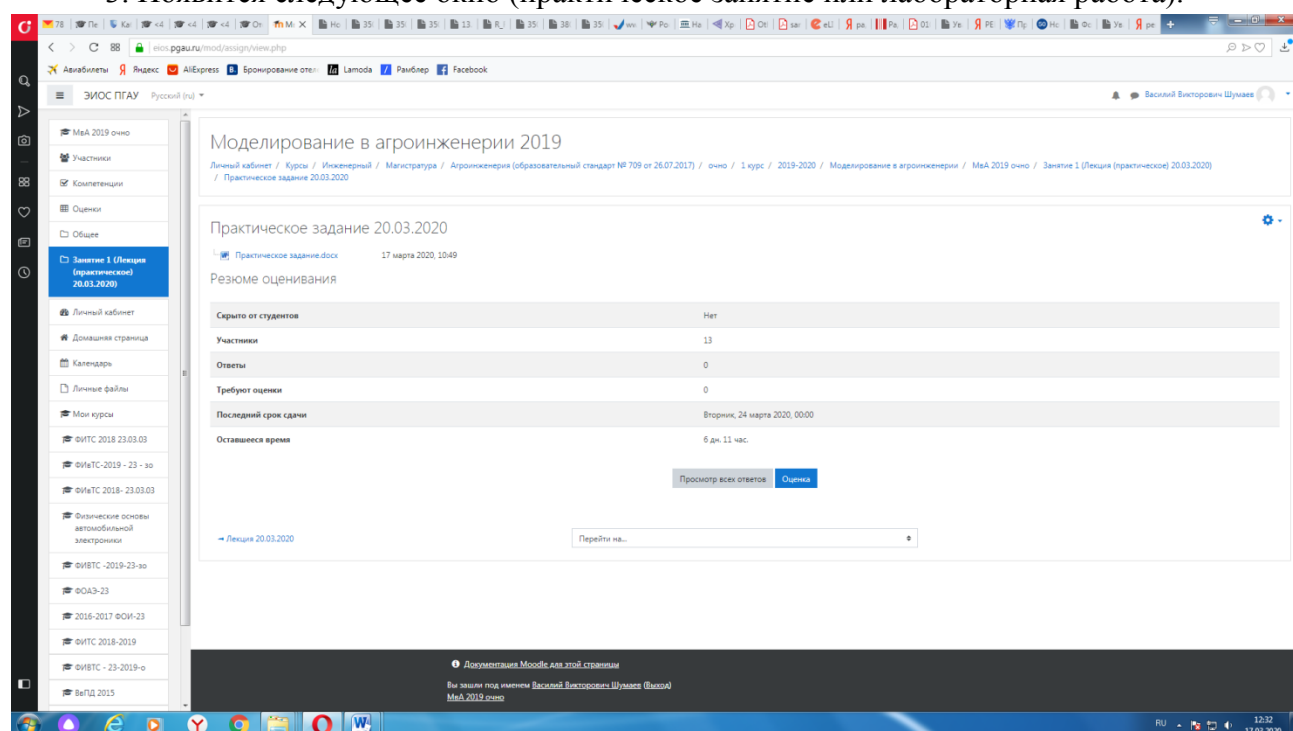 3. Появится следующее окно (практическое занятие или лабораторная работа).
eios.pgau.ru/mod/assign/view.php
Авиабилеты Яндекс AliExpress Бронирование отел Lamoda Рамблер Facebook
ЭИОС ПГАУ Русский (ru)
Василий Викторович Шумаев
МвА 2019 очно
Участники
Компетенции
Оценки
Общее
Занятие 1 (Лекция
(практическое)
20.03.2020)
Личный кабинет
Домашняя страница
Календарь
Личные файлы
Мои курсы
ФИТС 2018 23.03.03
ФИвТС-2019 - 23 - зо
ФИвТС 2018- 23.03.03
Физические основы
автомобильной
электроники
ФИВТС -2019-23-зо
ФОАЭ-23
2016-2017 ФОИ-23
ФИТС 2018-2019
ФИВТС - 23-2019-о
ВвПД 2015
Моделирование в агроинженерии 2019
Личный кабинет / Курсы / Инженерный / Магистратура / Агроинженерия (образовательный стандарт № 709 от 26.07.2017) / очно / 1 курс / 2019-2020 / Моделирование в агроинженерии / МвА 2019 очно / Занятие 1 (Лекция (практическое) 20.03.2020)
/ Практическое задание 20.03.2020
Практическое задание 20.03.2020
Практическое задание.docx 17 марта 2020, 10:49
Резюме оценивания
Скрыто от студентов Нет
Участники 13
Ответы 0
Требуют оценки 0
Последний срок сдачи Вторник, 24 марта 2020, 00:00
Оставшееся время 6 дн. 11 час.
Просмотр всех ответов Оценка
→ Лекция 20.03.2020 Перейти на...
Документация Moodle для этой страницы
Вы зашли под именем Василий Викторович Шумаев (Выход)
МвА 2019 очно
RU 12:32
17.03.2020